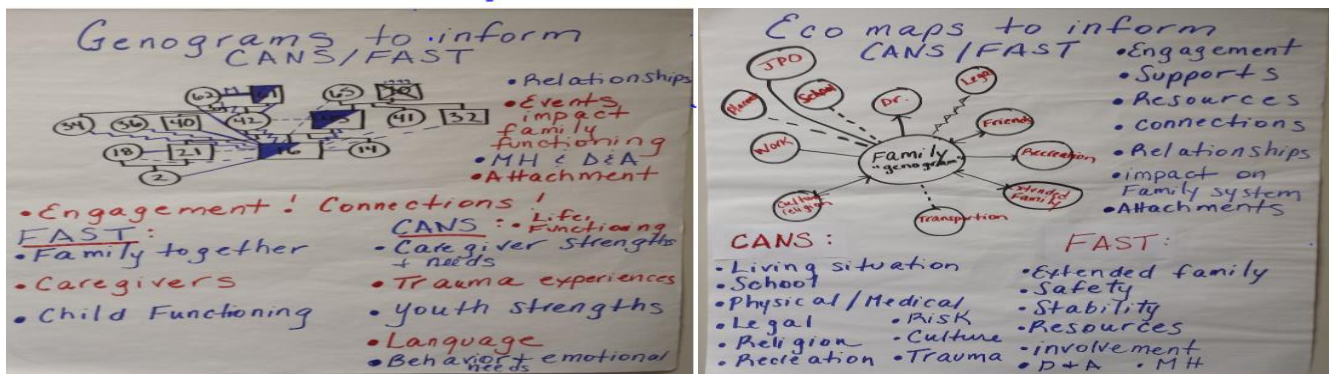 Genograms to inform
CANS/FAST
62
65
34
36
40
42
41
32
18
21
16
14
2
• Relationships
• Events
impact
family
functioning
• MH & D&A
• Attachment
• Engagement! Connections!
FAST:
• Family together
• Caregivers
• Child Functioning
CANS: • Life,
Functioning
• Caregiver strengths
+ needs
• Trauma experiences
• Youth strengths
• Language
• Behavior + emotional
needs
Eco maps to inform
CANS/FAST
JPO
School
Dr.
Legal
Friends
Work
Family
"genogram"
Recreation
Culture
religion
Extended
Family
Transportion
• Engagement
• Supports
• Resources
• Connections
• Relationships
• impact on
Family system
• Attachments
CANS:
• Living situation
• School
• Physical/Medical
• Legal • Risk
• Religion • Culture
• Recreation • Trauma
FAST:
• Extended family
• Safety
• Stability
• Resources
• involvement
• D+A • MH